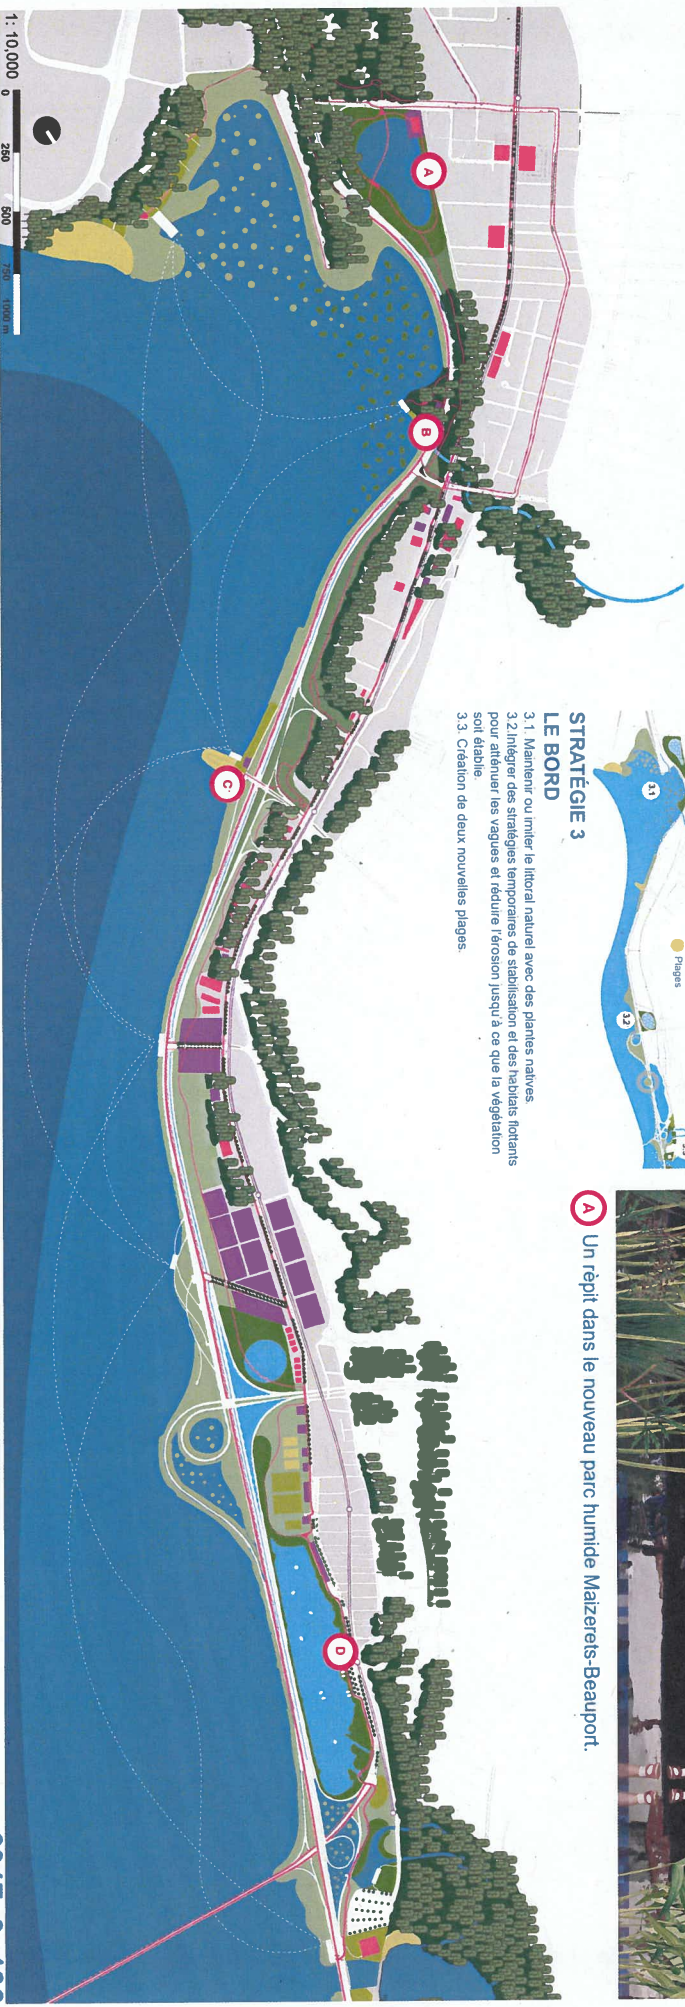 STRATÉGIE 3
LE BORD
3.1. Maintenir ou imiter le littoral naturel avec des plantes natives.
3.2.Intégrer des stratégies temporaires de stabilisation et des habitats flottants
pour atténuer les vagues et réduire l'érosion jusqu'à ce que la végétation
soit établie.
3.3. Création de deux nouvelles plages.
3.1
Plages
3.2
A Un rèpit dans le nouveau parc humide Maizerets-Beauport.
A
B
C
D
1: 10,000
0 250 500 750 1000 m